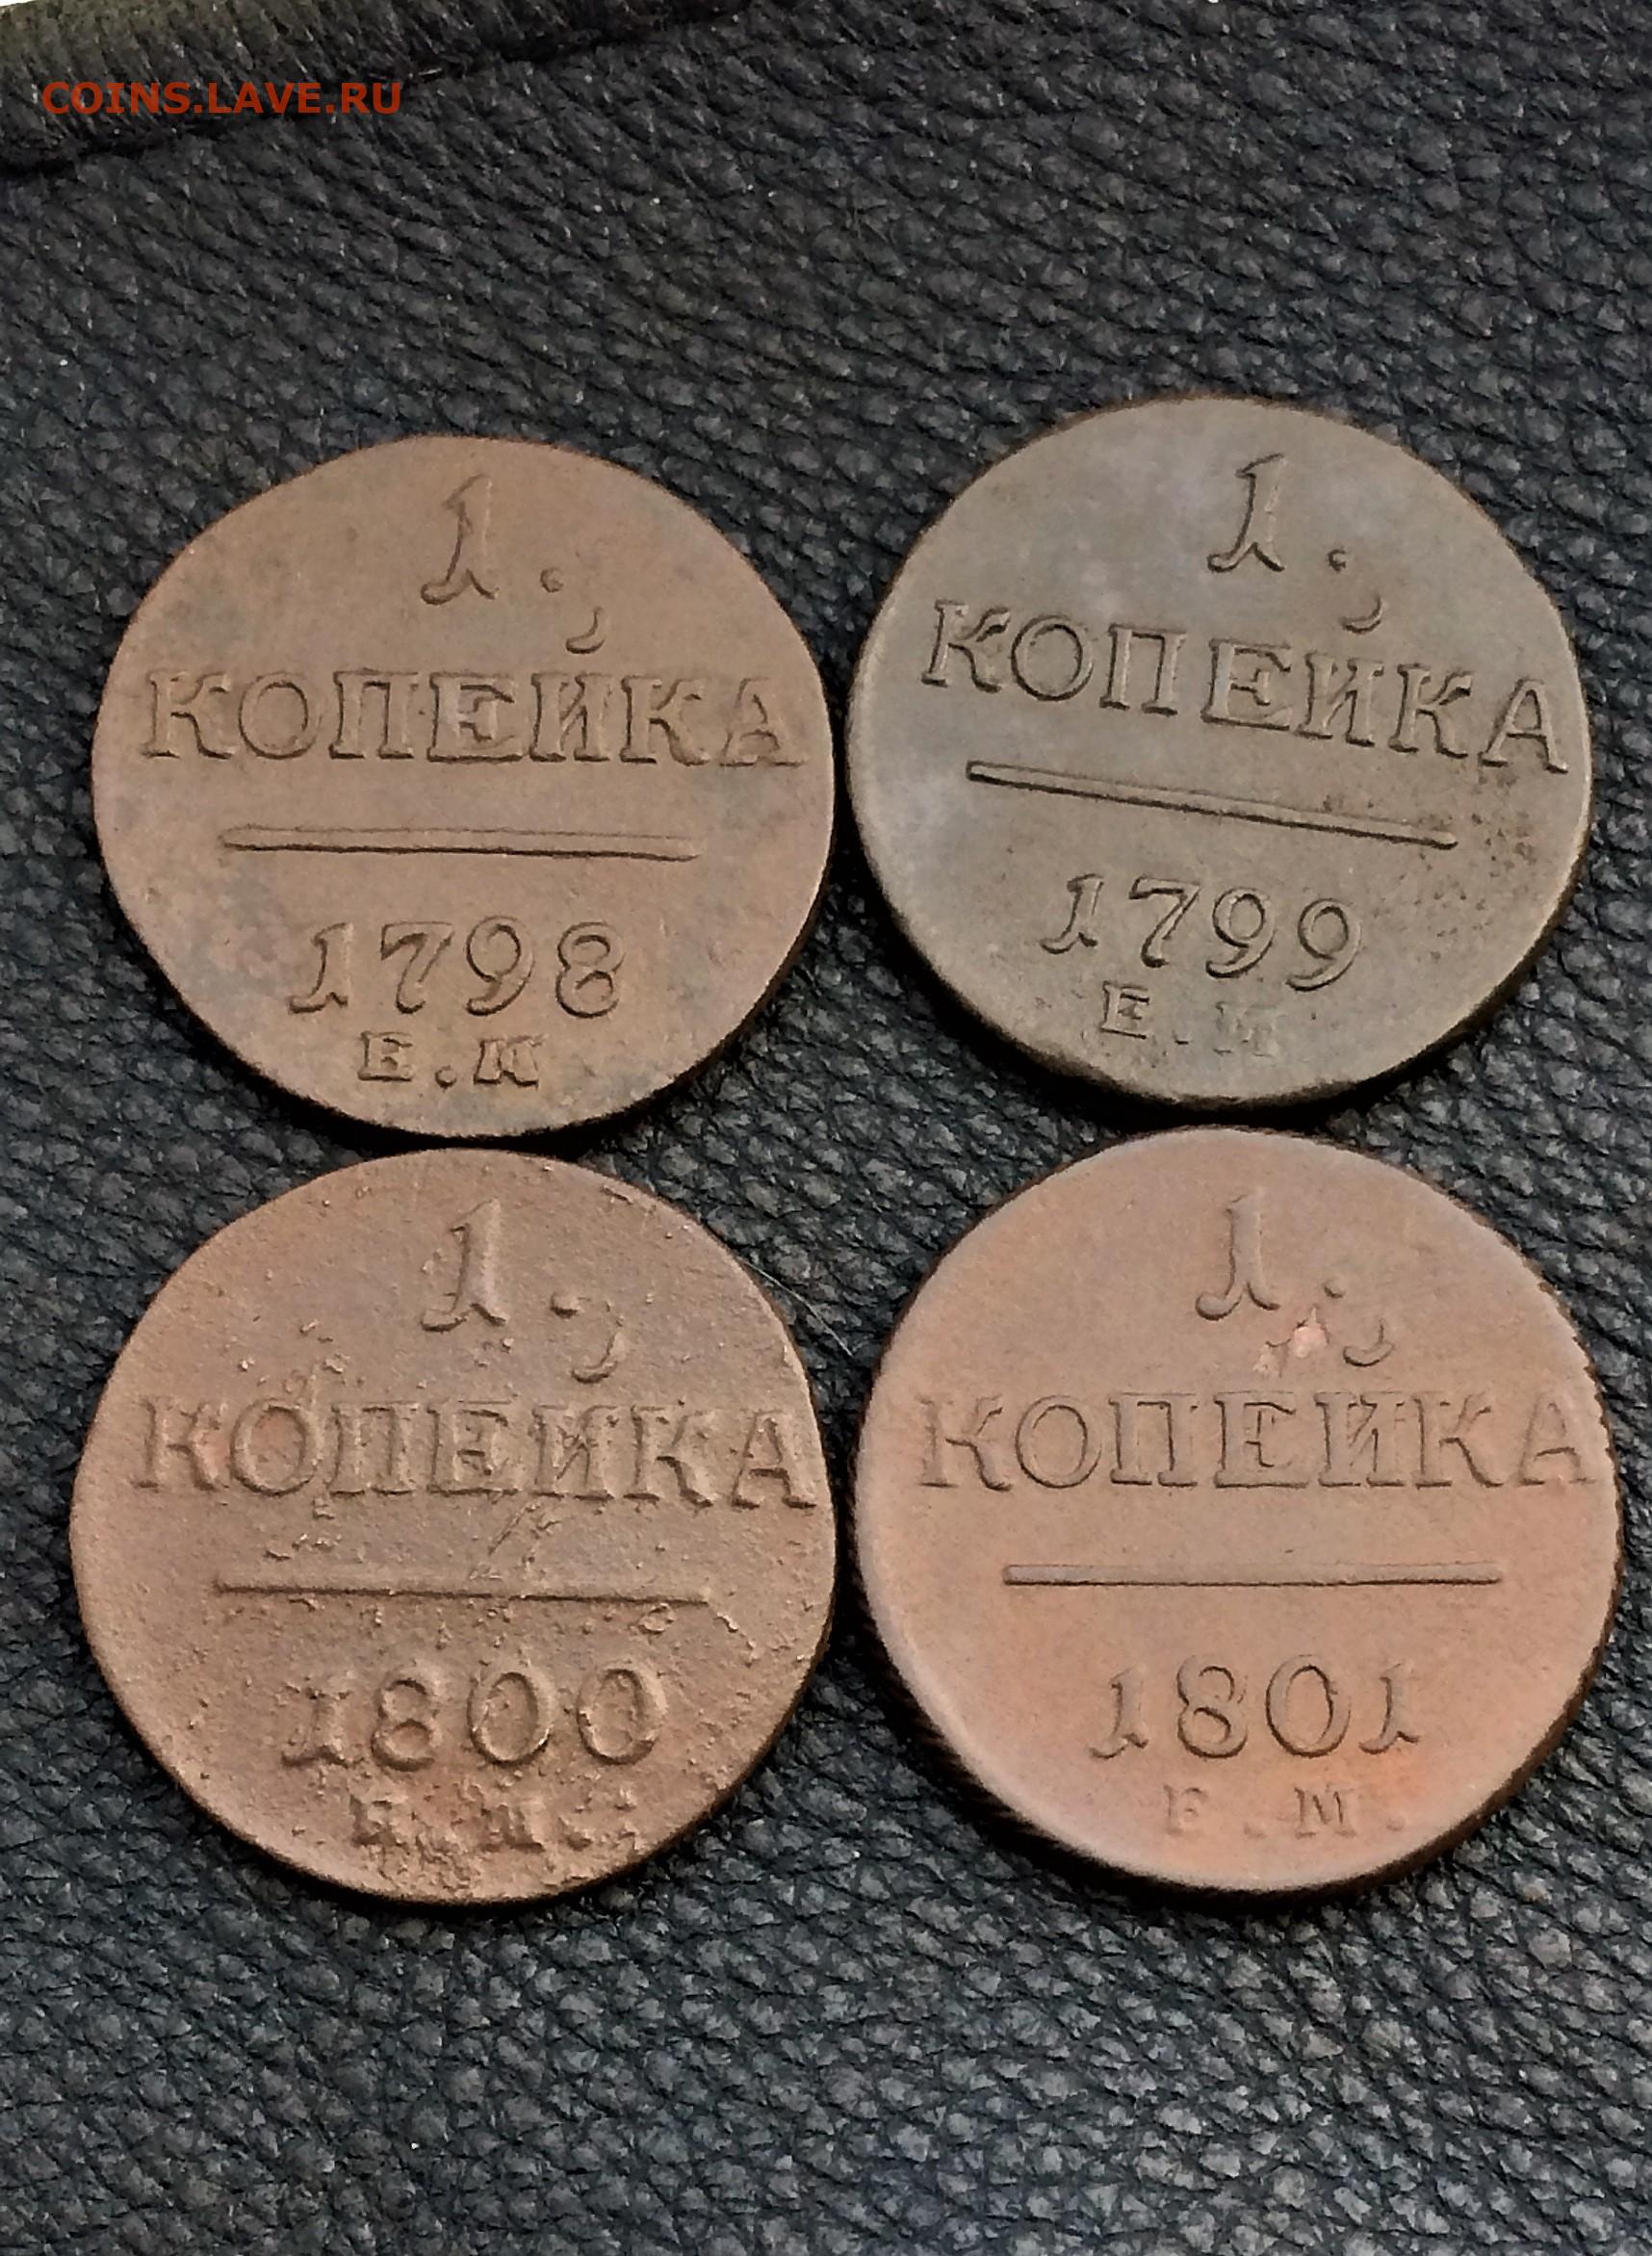 COINS.LAVE.RU
1.
КОПЕЙКА
1798
Е.М
1.
КОПЕЙКА
1799
Е.М
1.
КОПЕЙКА
1800
Е.М.
1.
КОПЕЙКА
1801
Е.М.